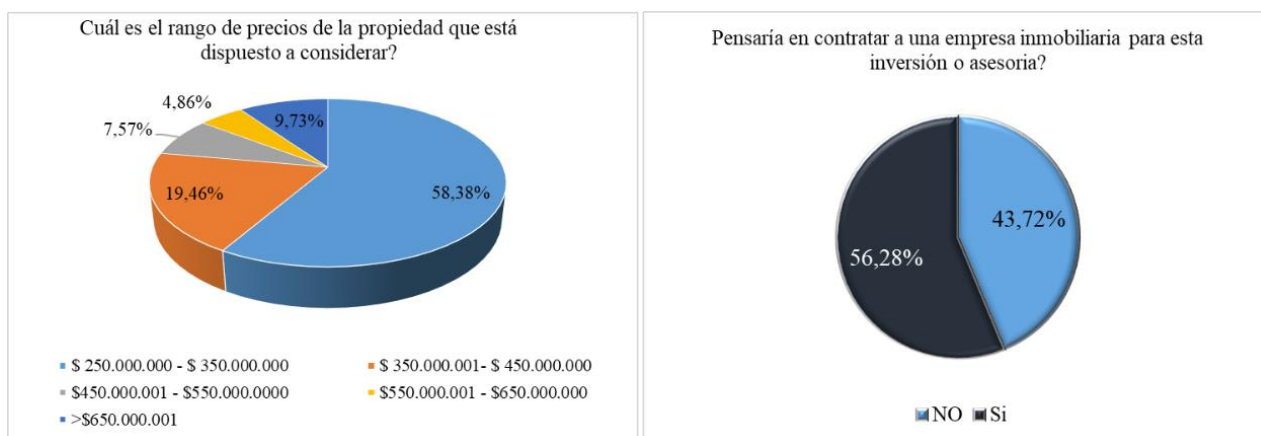 Cuál es el rango de precios de la propiedad que está
dispuesto a considerar?
4,86%
9,73%
7,57%
19,46%
58,38%
$ 250.000.000 - $ 350.000.000
$ 350.000.001- $ 450.000.000
$450.000.001 - $550.000.0000
$550.000.001 - $650.000.000
>$650.000.001
Pensaría en contratar a una empresa inmobiliaria para esta
inversión o asesoria?
43,72%
56,28%
NO
Si